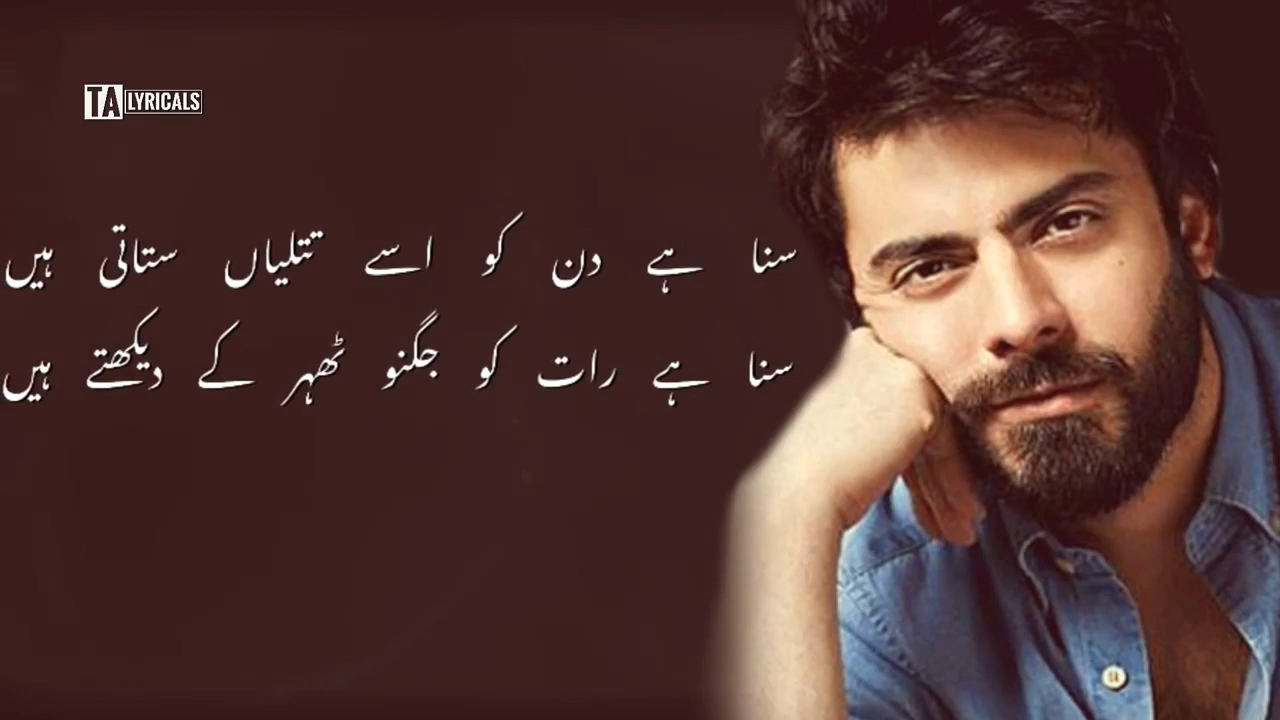 TA LYRICALS
سنا ہے دن کو اسے تتلیاں ستاتی ہیں
سنا ہے رات کو جگنو ٹھہر کے دیکھتے ہیں